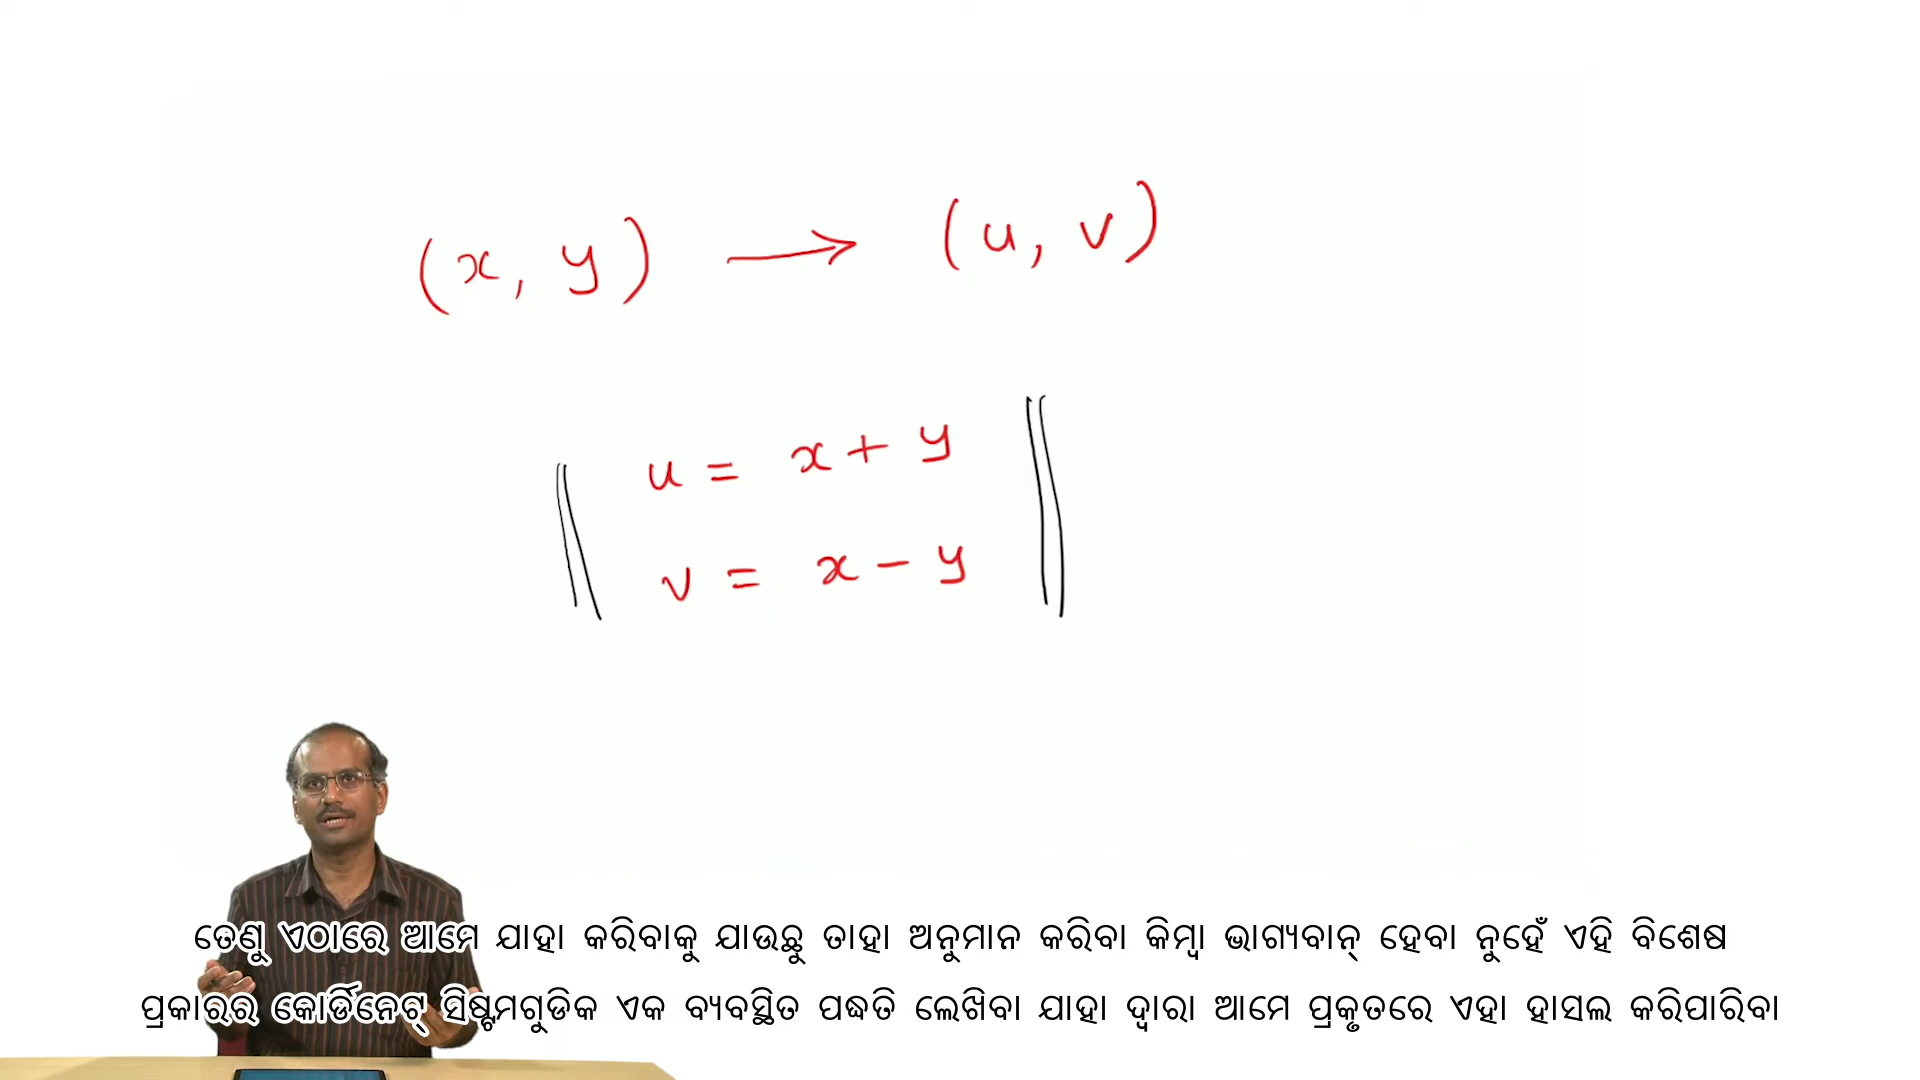 (x, y) ⟶ (u, v)
u = x + y
v = x - y
ତେଣୁ ଏଠାରେ ଆମେ ଯାହା କରିବାକୁ ଯାଉଛୁ ତାହା ଅନୁମାନ କରିବା କିମ୍ବା ଭାଗ୍ୟବାନ୍ ହେବା ନୁହେଁ ଏହି ବିଶେଷ
ପ୍ରକାରର କୋର୍ଡିନେଟ୍ ସିଷ୍ଟମଗୁଡିକ ଏକ ବ୍ୟବସ୍ଥିତ ପଦ୍ଧତି ଲେଖିବା ଯାହା ଦ୍ୱାରା ଆମେ ପ୍ରକୃତରେ ଏହା ହାସଲ କରିପାରିବା